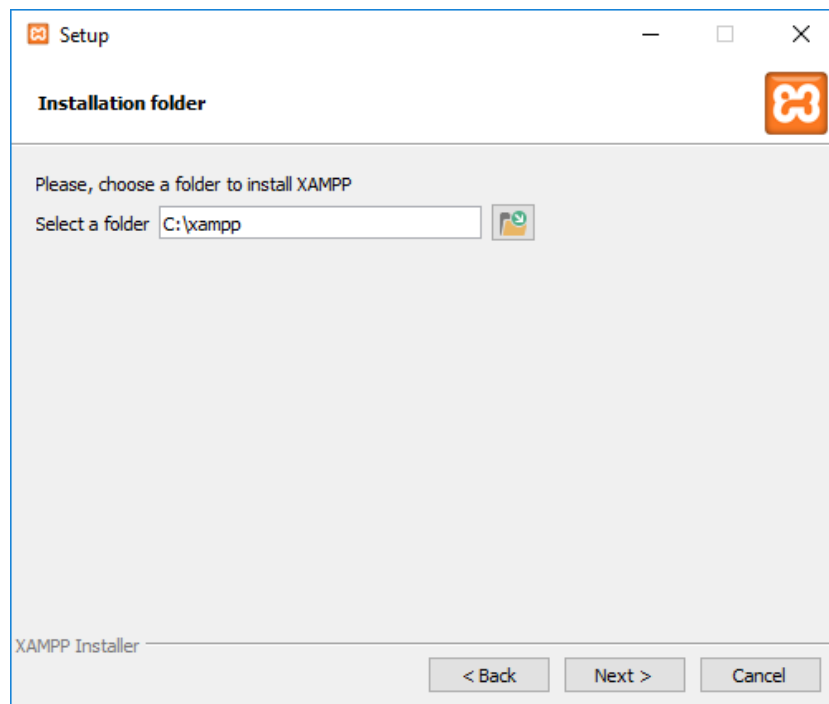 Setup
Installation folder
Please, choose a folder to install XAMPP
Select a folder C:\xampp
XAMPP Installer
< Back Next > Cancel